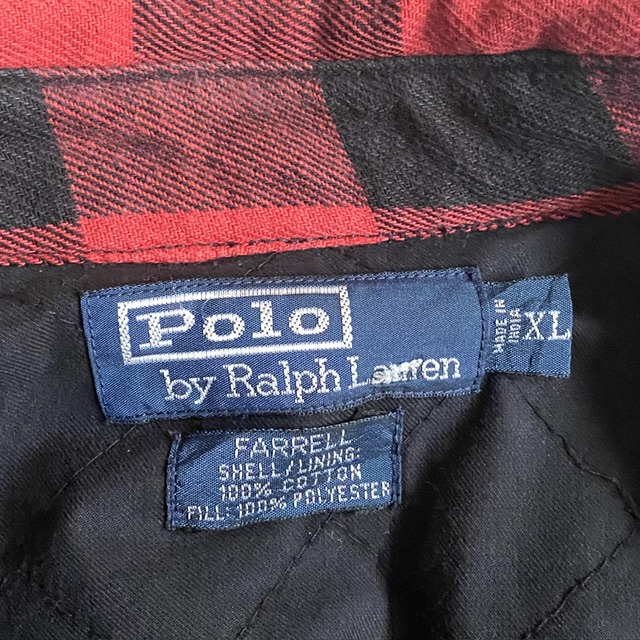 Polo
by Ralph Lauren
MADE IN
INDIA
XL
FARRELL
SHELL/LINING:
100% COTTON
FILL: 100% POLYESTER